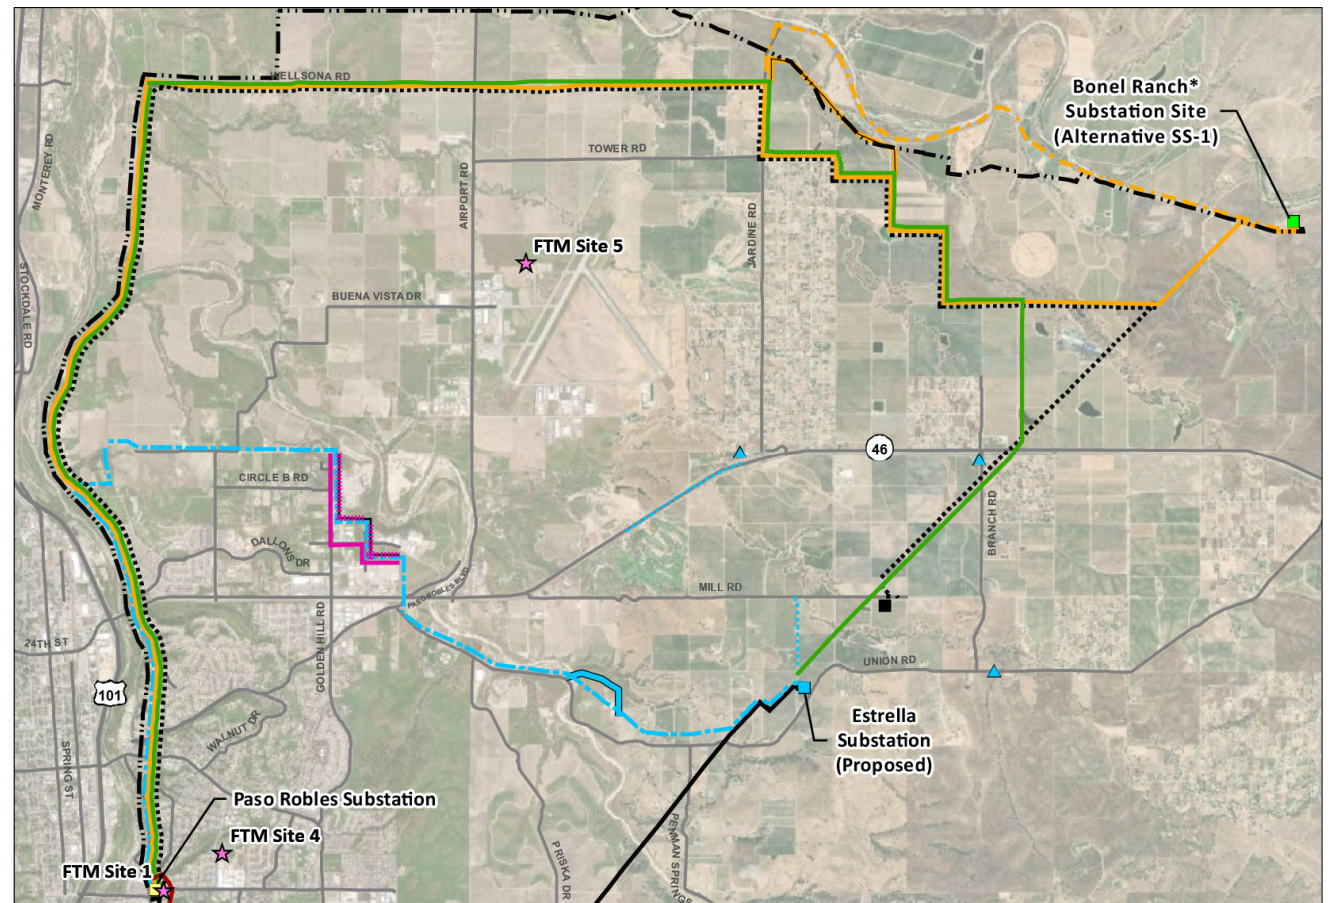 WELLSONA RD
Bonel Ranch*
Substation Site
(Alternative SS-1)
MONTEREY RD
TOWER RD
AIRPORT RD
JARDINE RD
FTM Site 5
STOCKDALE RD
BUENA VISTA DR
46
CIRCLE B RD
BRANCH RD
DALLONS DR
PASO ROBLES BLVD
MILL RD
GOLDEN HILL RD
24TH ST
UNION RD
101
WALNUT DR
Estrella
Substation
(Proposed)
SPRING ST
Paso Robles Substation
FTM Site 4
FTM Site 1
PRISKA DR
PENMAN SPRINGS